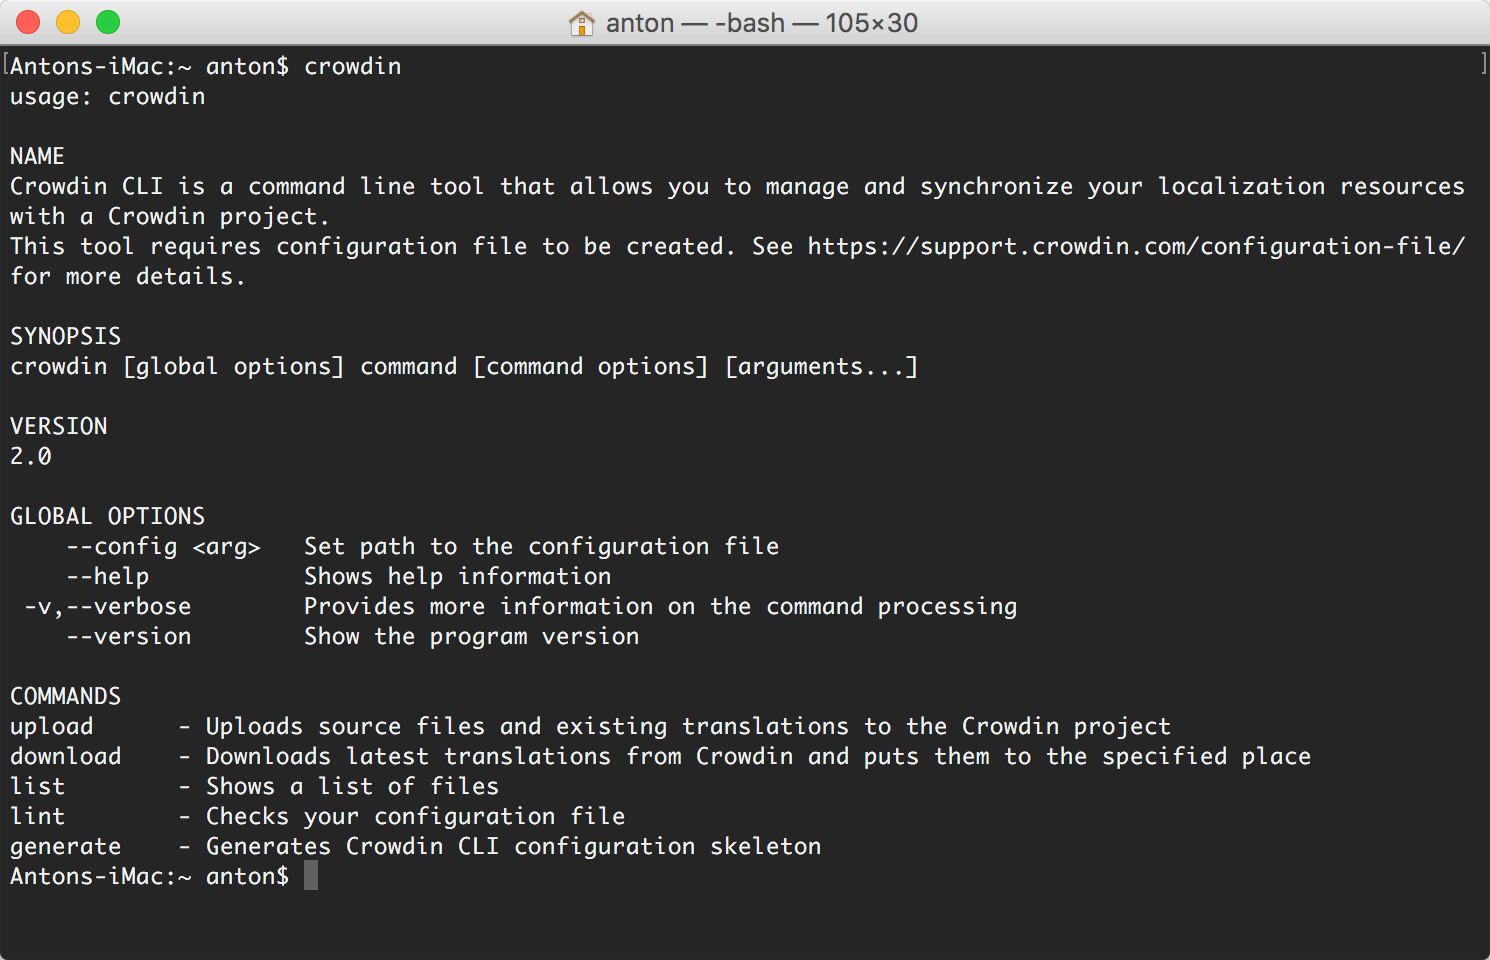 anton — -bash — 105×30
[Antons-iMac:~ anton$ crowdin ]
usage: crowdin

NAME
Crowdin CLI is a command line tool that allows you to manage and synchronize your localization resources
with a Crowdin project.
This tool requires configuration file to be created. See https://support.crowdin.com/configuration-file/
for more details.

SYNOPSIS
crowdin [global options] command [command options] [arguments...]

VERSION
2.0

GLOBAL OPTIONS
    --config <arg>   Set path to the configuration file
    --help           Shows help information
 -v,--verbose        Provides more information on the command processing
    --version        Show the program version

COMMANDS
upload      - Uploads source files and existing translations to the Crowdin project
download    - Downloads latest translations from Crowdin and puts them to the specified place
list        - Shows a list of files
lint        - Checks your configuration file
generate    - Generates Crowdin CLI configuration skeleton
Antons-iMac:~ anton$